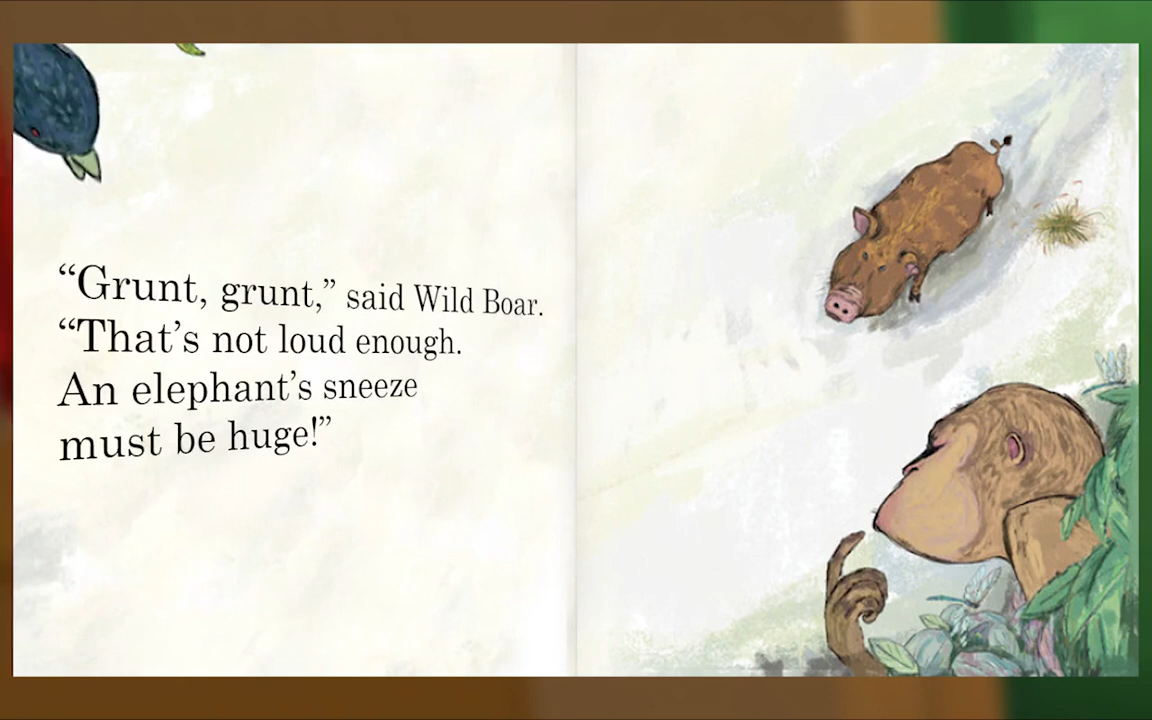 “Grunt, grunt,” said Wild Boar.
“That’s not loud enough.
An elephant’s sneeze
must be huge!”